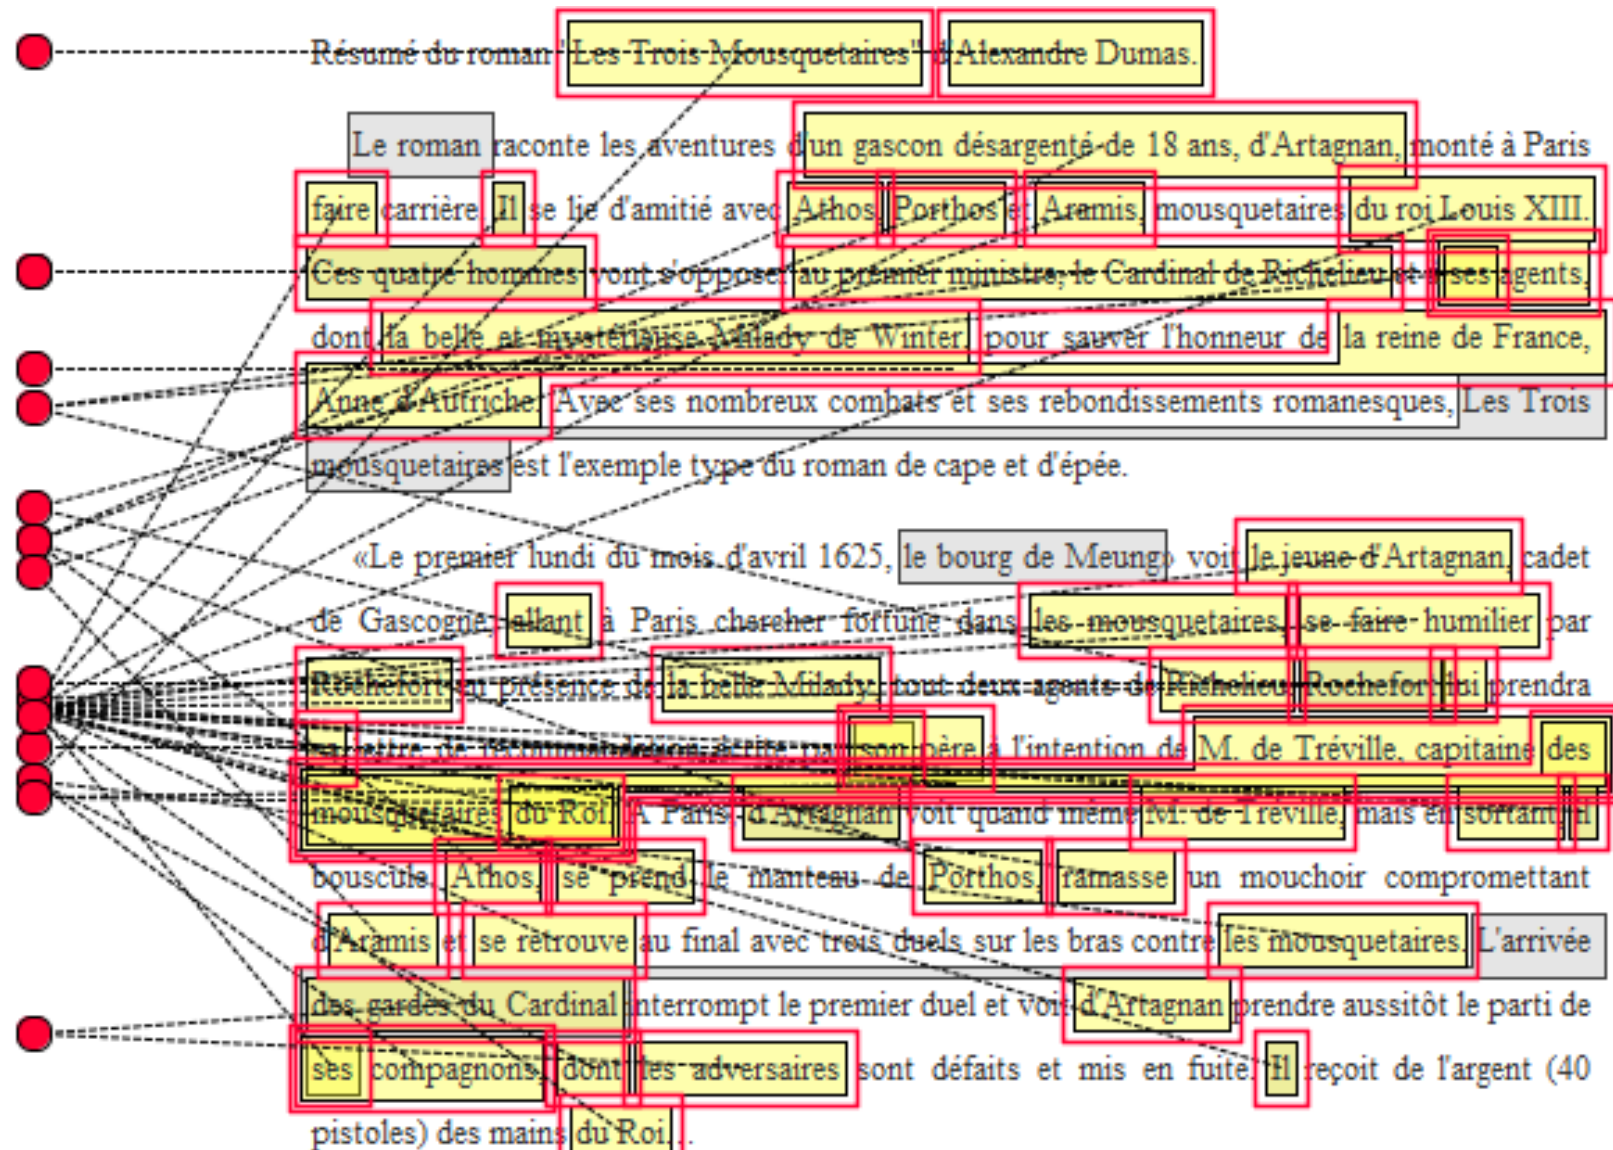 Résumé du roman "Les Trois Mousquetaires" d'Alexandre Dumas.
Le roman raconte les aventures d'un gascon désargenté de 18 ans, d'Artagnan, monté à Paris
faire carrière. Il se lie d'amitié avec Athos, Porthos et Aramis, mousquetaires du roi Louis XIII.
Ces quatre hommes vont s'opposer au premier ministre, le Cardinal de Richelieu et à ses agents,
dont la belle et mystérieuse Milady de Winter, pour sauver l'honneur de la reine de France,
Anne d'Autriche. Avec ses nombreux combats et ses rebondissements romanesques, Les Trois
mousquetaires est l'exemple type du roman de cape et d'épée.
«Le premier lundi du mois d'avril 1625, le bourg de Meung» voit le jeune d'Artagnan, cadet
de Gascogne, allant à Paris chercher fortune dans les mousquetaires, se faire humilier par
Rochefort en présence de la belle Milady, tout deux agents de Richelieu. Rochefort lui prendra
sa lettre de recommandation écrite par son père à l'intention de M. de Tréville, capitaine des
mousquetaires du Roi. A Paris, d'Artagnan voit quand même M. de Tréville, mais en sortant, il
bouscule Athos, se prend le manteau de Porthos, ramasse un mouchoir compromettant
d'Aramis et se retrouve au final avec trois duels sur les bras contre les mousquetaires. L'arrivée
des gardes du Cardinal interrompt le premier duel et voit d'Artagnan prendre aussitôt le parti de
ses compagnons, dont les adversaires sont défaits et mis en fuite. Il reçoit de l'argent (40
pistoles) des mains du Roi...